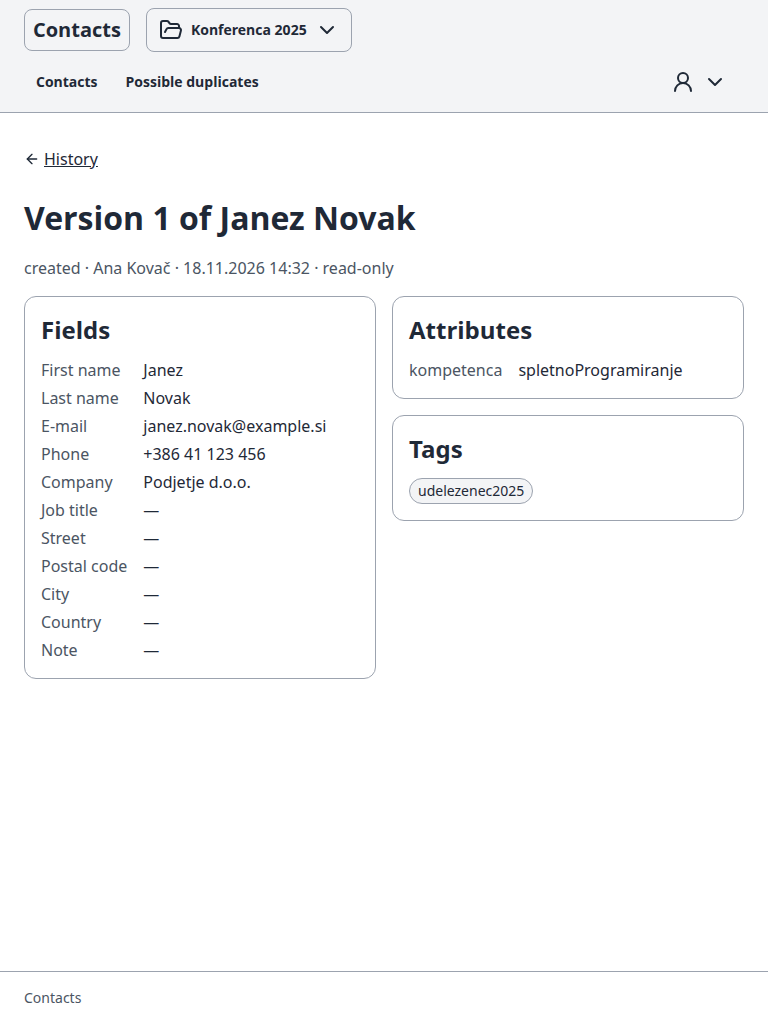 Contacts
Konferenca 2025
Contacts
Possible duplicates
History
Version 1 of Janez Novak
created · Ana Kovač · 18.11.2026 14:32 · read-only
Fields
First name Janez
Last name Novak
E-mail janez.novak@example.si
Phone +386 41 123 456
Company Podjetje d.o.o.
Job title —
Street —
Postal code —
City —
Country —
Note —
Attributes
kompetenca spletnoProgramiranje
Tags
udelezenec2025
Contacts